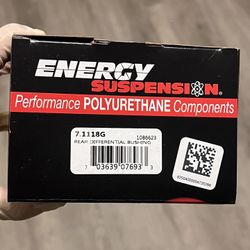 ENERGY
SUSPENSION®
Performance POLYURETHANE Components
7.1118G 1086623
REAR DIFFERENTIAL BUSHING
7 03639 07693 3